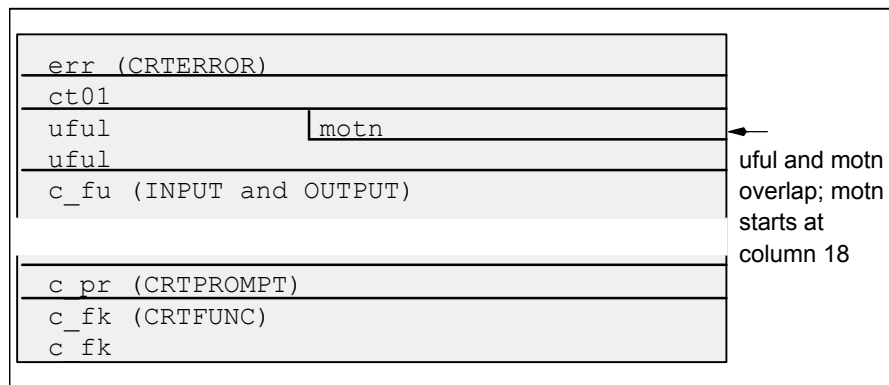 err (CRTERROR)
ct01
uful motn
uful
c_fu (INPUT and OUTPUT)
c_pr (CRTPROMPT)
c_fk (CRTFUNC)
c_fk
uful and motn
overlap; motn
starts at
column 18